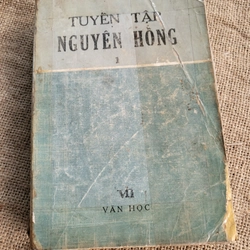 TUYỂN TẬP
NGUYÊN HỒNG
1
VĂN HỌC